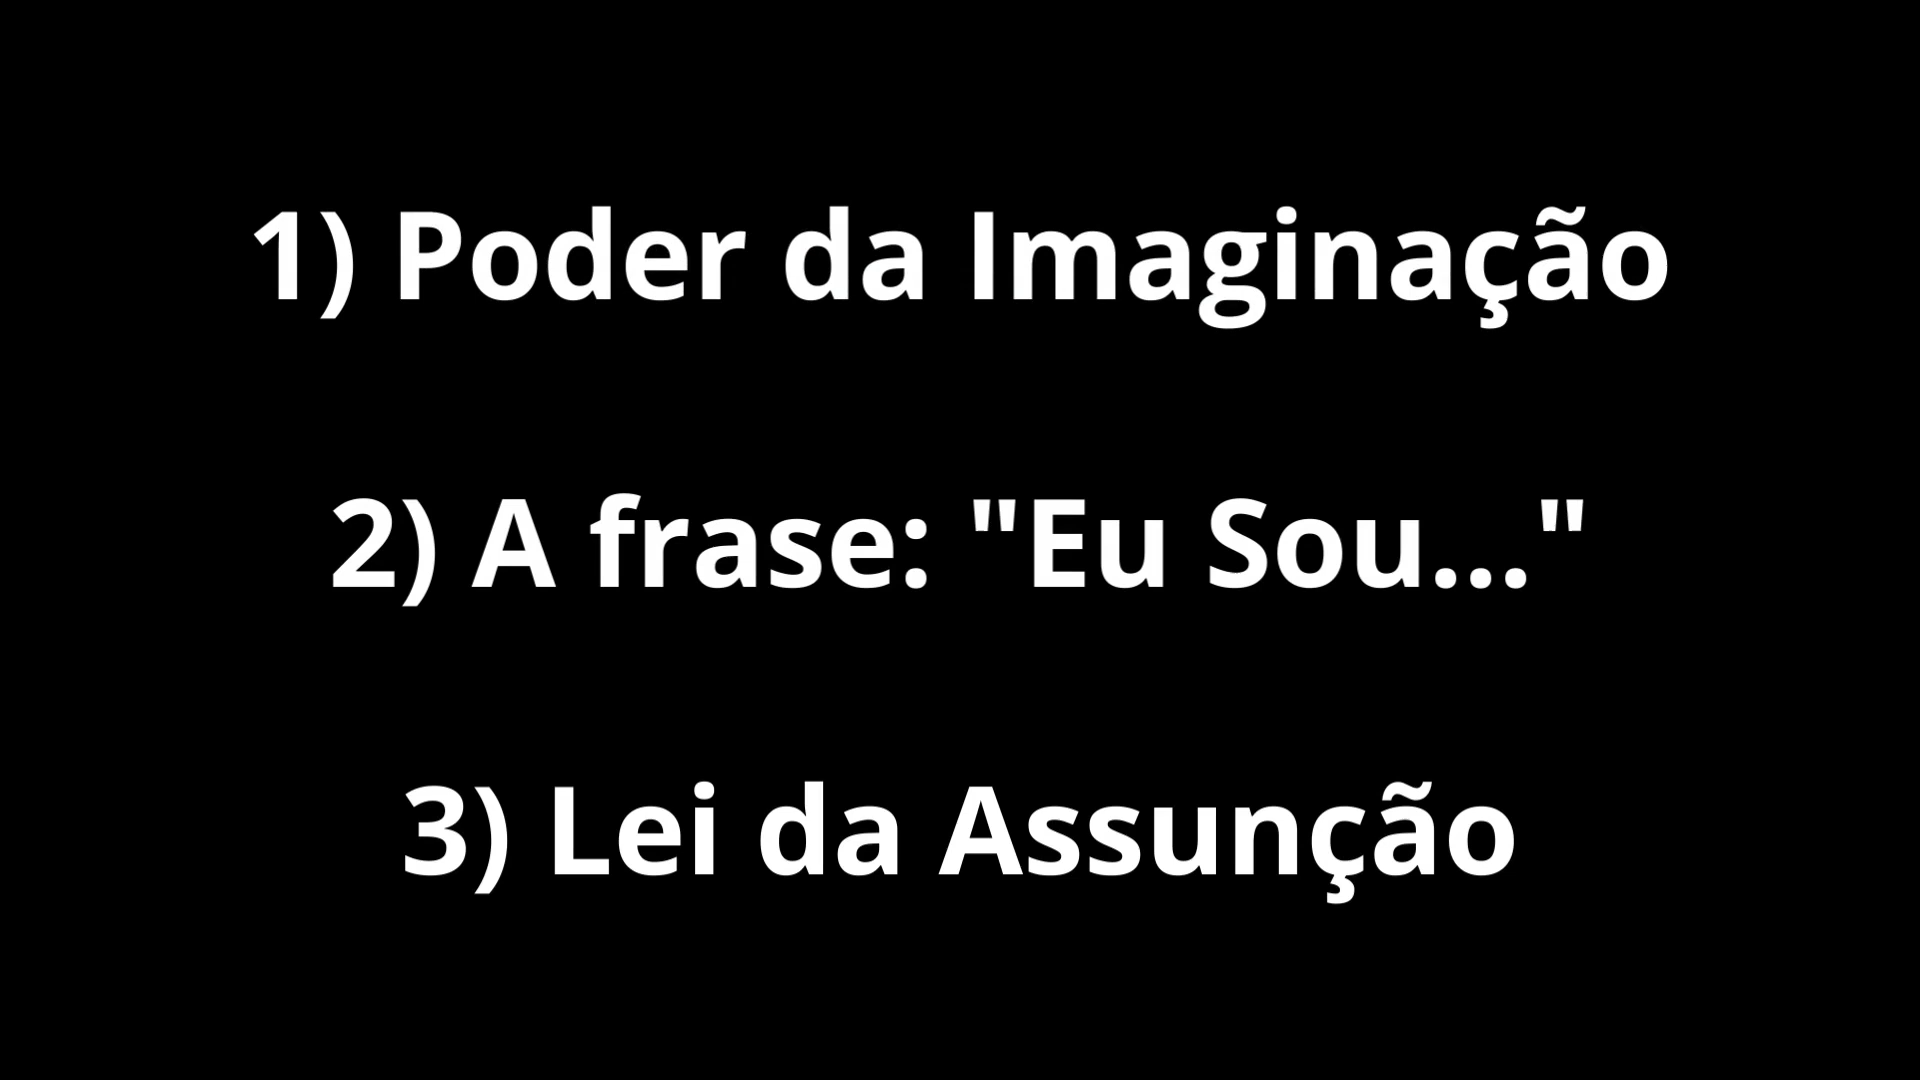 1) Poder da Imaginação
2) A frase: "Eu Sou..."
3) Lei da Assunção